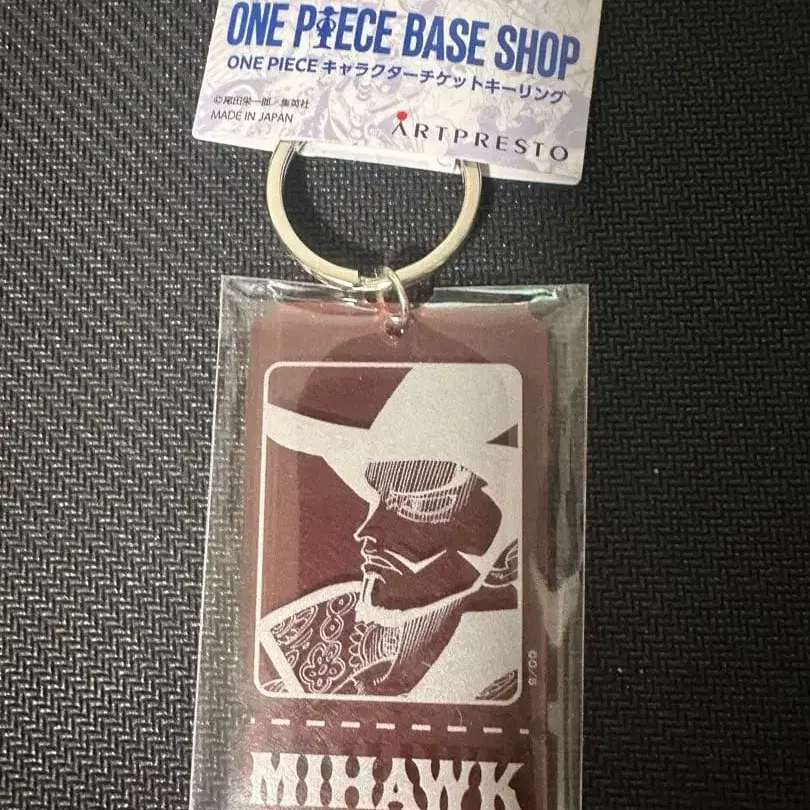 ONE PIECE BASE SHOP
ONE PIECE キャラクターチケットキーリング
©尾田栄一郎/集英社
MADE IN JAPAN
ARTPRESTO
©O/S
MIHAWK